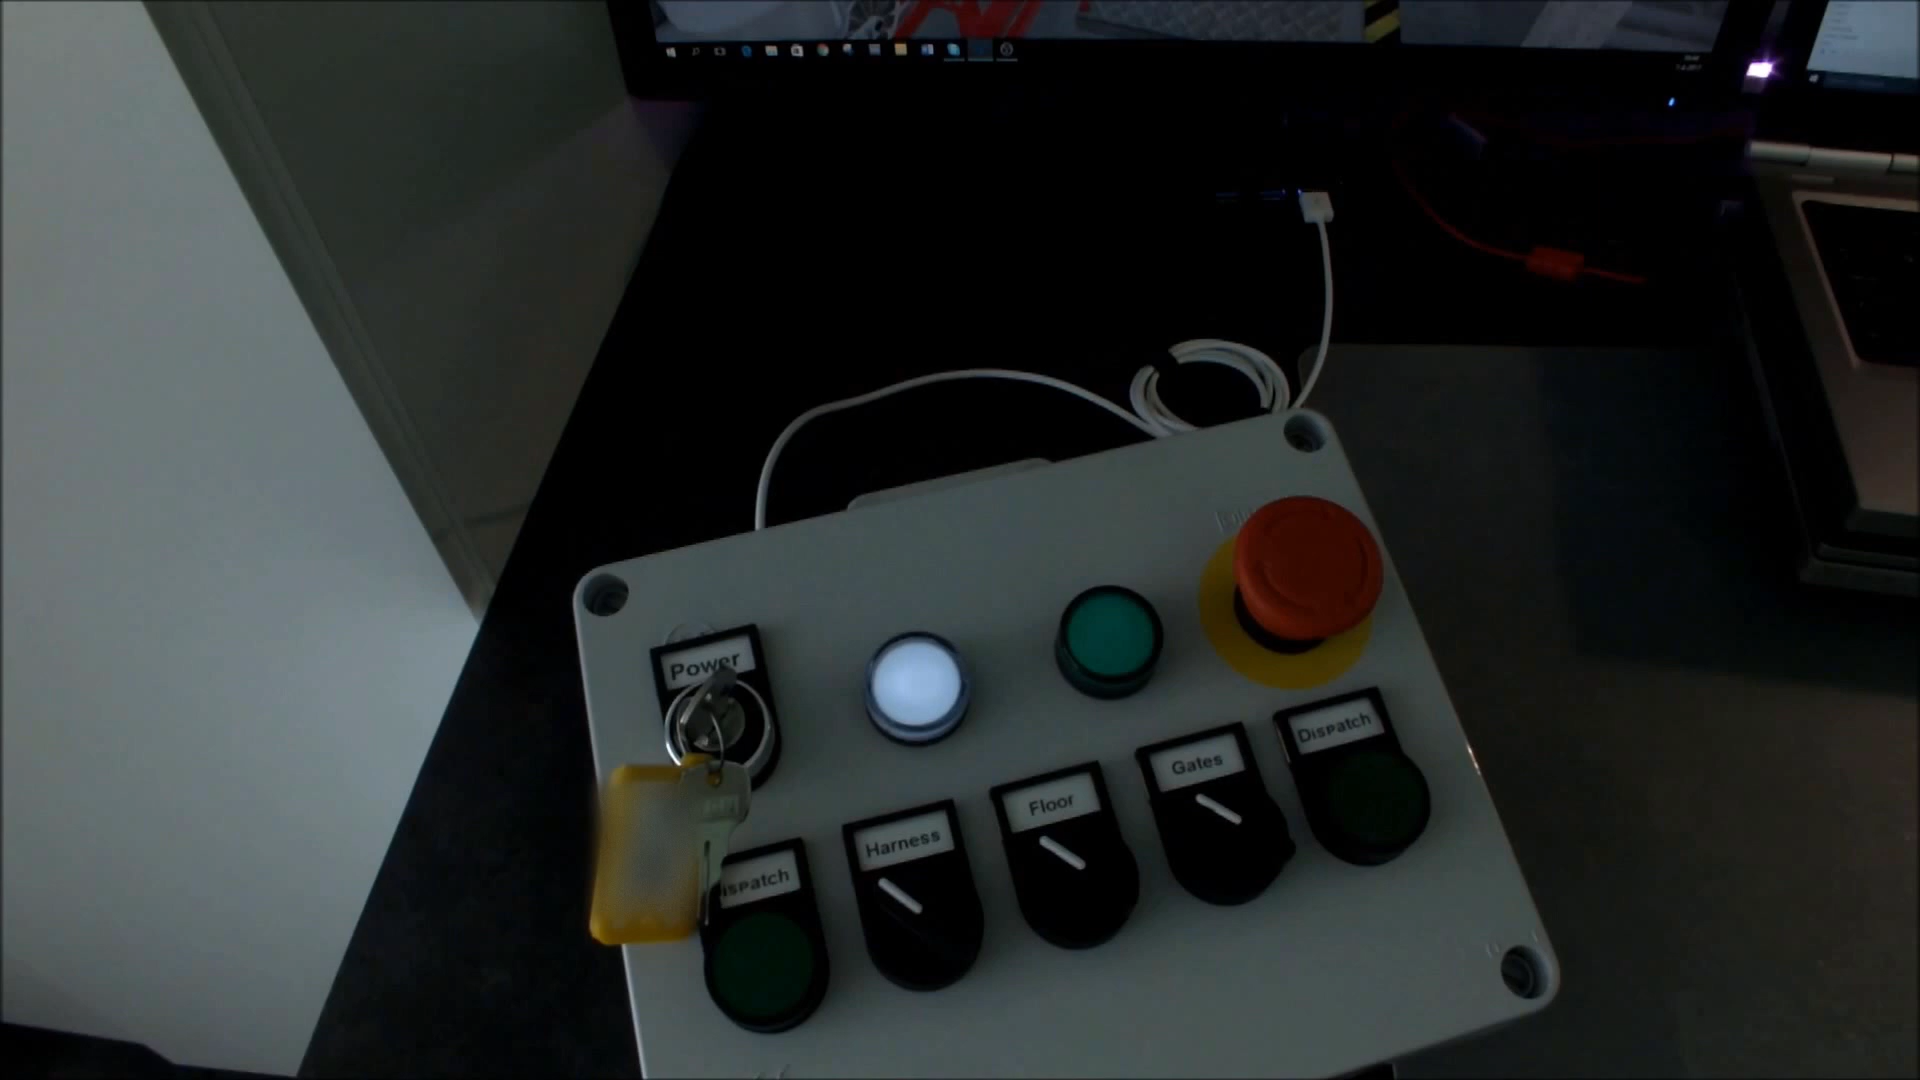 Power
Dispatch
Gates
Floor
Harness
ispatch